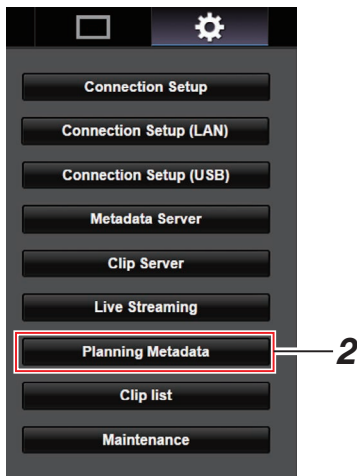 Connection Setup
Connection Setup (LAN)
Connection Setup (USB)
Metadata Server
Clip Server
Live Streaming
Planning Metadata
2
Clip list
Maintenance